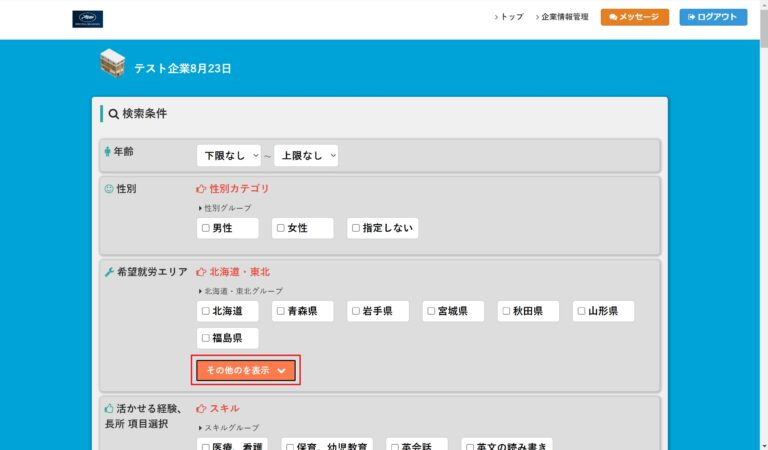 トップ 企業情報管理 メッセージ ログアウト
テスト企業8月23日
検索条件
年齢 下限なし ～ 上限なし
性別 性別カテゴリ
性別グループ
男性 女性 指定しない
希望就労エリア 北海道・東北
北海道・東北グループ
北海道 青森県 岩手県 宮城県 秋田県 山形県
福島県
その他のを表示
活かせる経験、 スキル
長所 項目選択
スキルグループ
医療、看護 保育、幼児教育 英会話 英文の読み書き